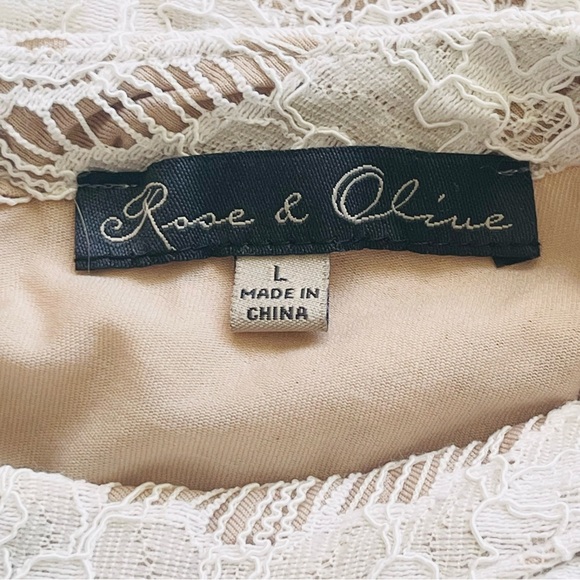 Rose & Olive
L
MADE IN
CHINA